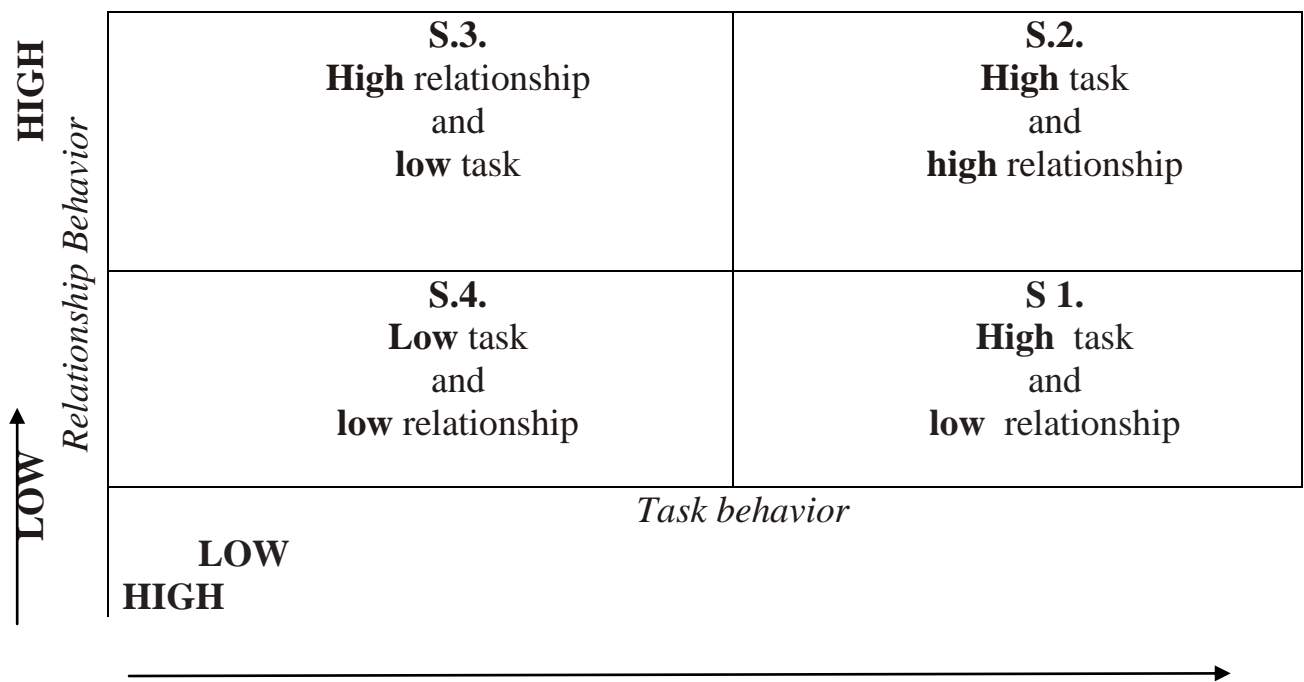 HIGH
Relationship Behavior
LOW
S.3.
High relationship
and
low task
S.2.
High task
and
high relationship
S.4.
Low task
and
low relationship
S 1.
High task
and
low relationship
Task behavior
LOW
HIGH